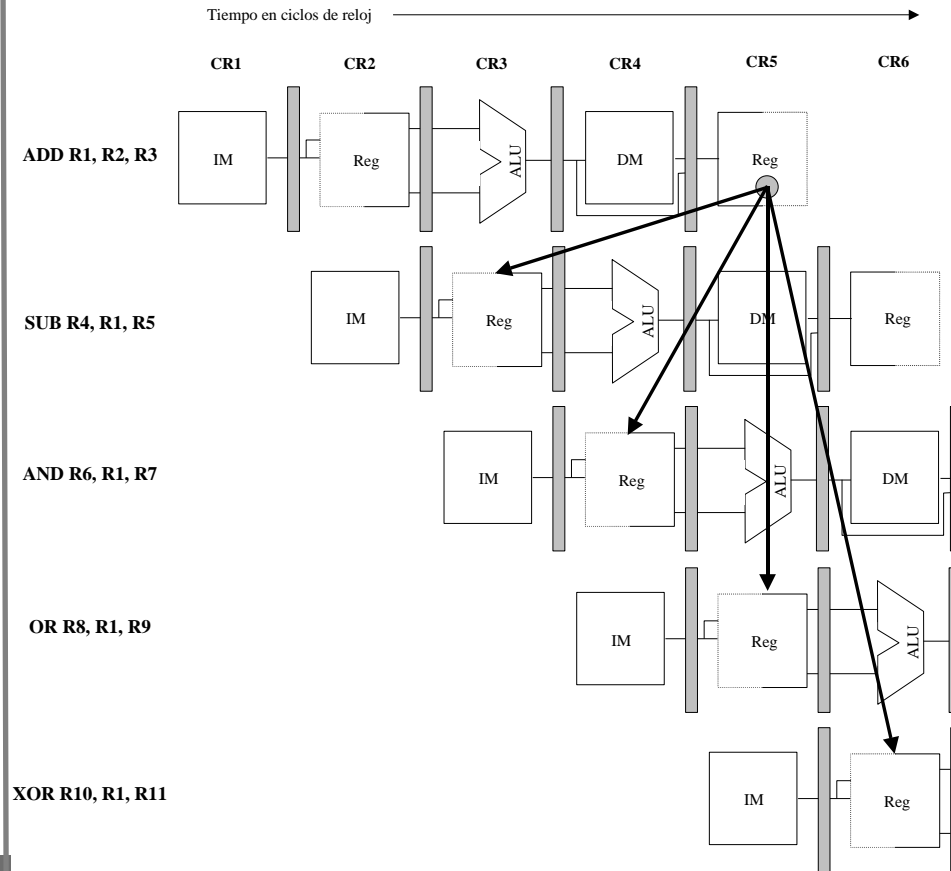 Tiempo en ciclos de reloj
CR1 CR2 CR3 CR4 CR5 CR6
ADD R1, R2, R3 IM Reg ALU DM Reg
SUB R4, R1, R5 IM Reg ALU DM Reg
AND R6, R1, R7 IM Reg ALU DM
OR R8, R1, R9 IM Reg ALU
XOR R10, R1, R11 IM Reg